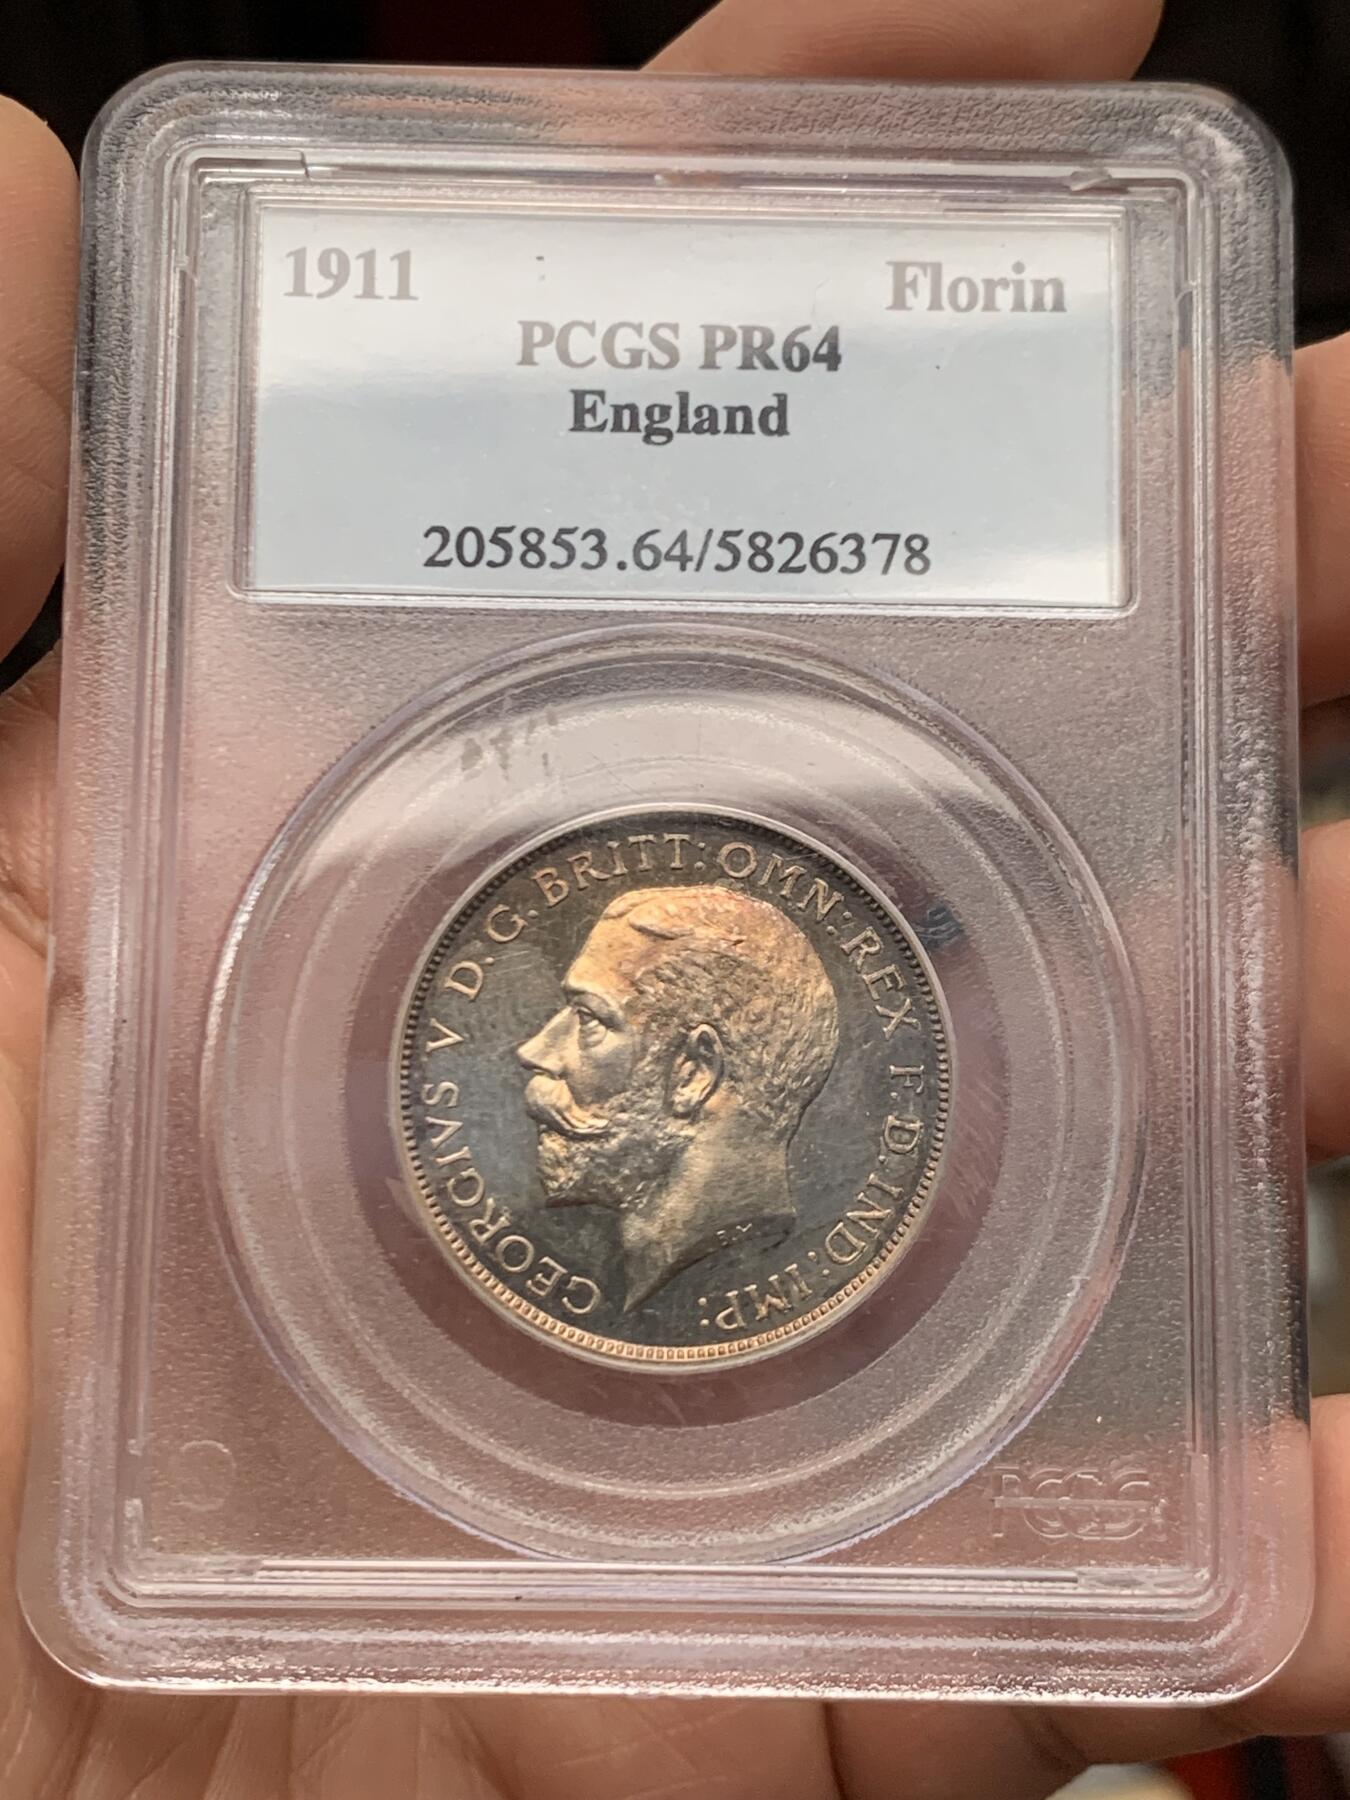 1911 Florin
PCGS PR64
England
205853.64/5826378
GEORGIVS V D.G.BRITT:OMN:REX F.D.IND:IMP:
B.M
PCGS